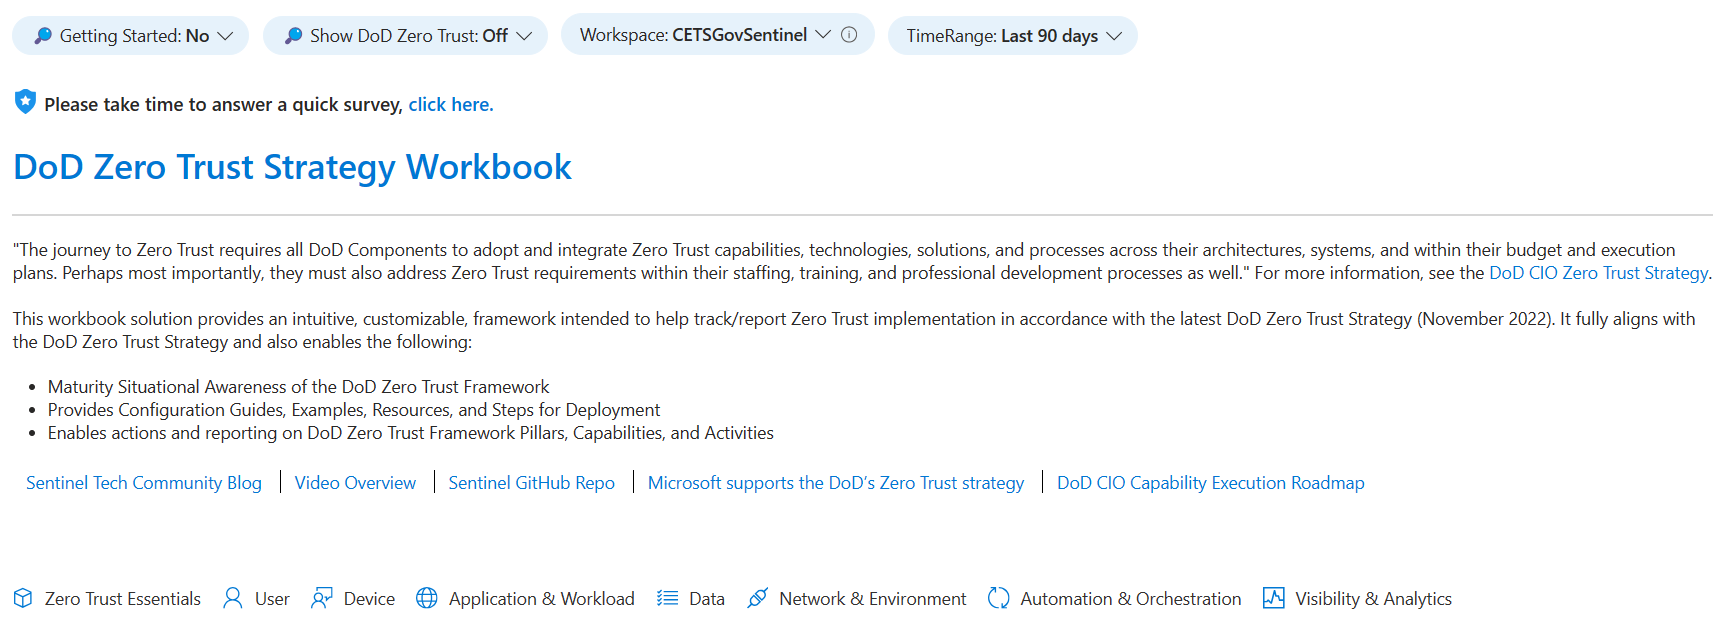 Getting Started: No
Show DoD Zero Trust: Off
Workspace: CETSGovSentinel
TimeRange: Last 90 days
Please take time to answer a quick survey, click here.
DoD Zero Trust Strategy Workbook
"The journey to Zero Trust requires all DoD Components to adopt and integrate Zero Trust capabilities, technologies, solutions, and processes across their architectures, systems, and within their budget and execution
plans. Perhaps most importantly, they must also address Zero Trust requirements within their staffing, training, and professional development processes as well." For more information, see the DoD CIO Zero Trust Strategy.
This workbook solution provides an intuitive, customizable, framework intended to help track/report Zero Trust implementation in accordance with the latest DoD Zero Trust Strategy (November 2022). It fully aligns with
the DoD Zero Trust Strategy and also enables the following:
• Maturity Situational Awareness of the DoD Zero Trust Framework
• Provides Configuration Guides, Examples, Resources, and Steps for Deployment
• Enables actions and reporting on DoD Zero Trust Framework Pillars, Capabilities, and Activities
Sentinel Tech Community Blog | Video Overview | Sentinel GitHub Repo | Microsoft supports the DoD’s Zero Trust strategy | DoD CIO Capability Execution Roadmap
Zero Trust Essentials User Device Application & Workload Data Network & Environment Automation & Orchestration Visibility & Analytics